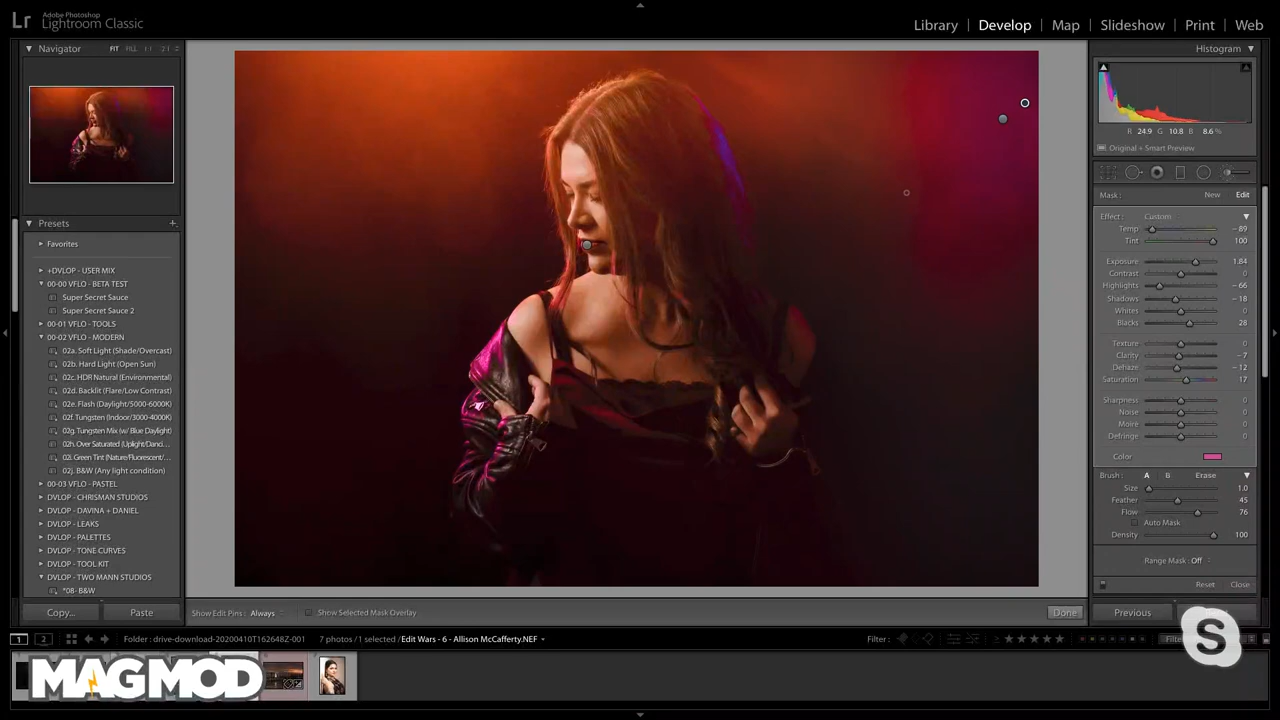 Lr
Adobe Photoshop
Lightroom Classic
Library | Develop | Map | Slideshow | Print | Web
Navigator FIT
Histogram
R 24.9 G 10.8 B 8.6 %
Original + Smart Preview
Mask: New Edit
Effect: Custom
Temp -89
Tint 100
Exposure 1.84
Contrast 0
Highlights -66
Shadows -18
Whites 0
Blacks 28
Texture 0
Clarity -7
Dehaze -12
Saturation 17
Sharpness 0
Noise 0
Moire 0
Defringe 0
Color
Brush: A B Erase
Size 1.0
Feather 45
Flow 76
Auto Mask
Density 100
Range Mask: Off
Reset Close
Presets +
Favorites
+DVLOP - USER MIX
00-00 VFLO - BETA TEST
Super Secret Sauce
Super Secret Sauce 2
00-01 VFLO - TOOLS
00-02 VFLO - MODERN
02a. Soft Light (Shade/Overcast)
02b. Hard Light (Open Sun)
02c. HDR Natural (Environmental)
02d. Backlit (Flare/Low Contrast)
02e. Flash (Daylight/5000-6000K)
02f. Tungsten (Indoor/3000-4000K)
02g. Tungsten Mix (w/ Blue Daylight)
02h. Over Saturated (Uplight/Danci...
02i. Green Tint (Nature/Fluorescent/...
02j. B&W (Any light condition)
00-03 VFLO - PASTEL
DVLOP - CHRISMAN STUDIOS
DVLOP - DAVINA + DANIEL
DVLOP - LEAKS
DVLOP - PALETTES
DVLOP - TONE CURVES
DVLOP - TOOL KIT
DVLOP - TWO MANN STUDIOS
*08- B&W
Copy... Paste
Show Edit Pins: Always
Show Selected Mask Overlay
Done
Previous
1 2
Folder: drive-download-20200410T162648Z-001
7 photos / 1 selected / Edit Wars - 6 - Allison McCafferty.NEF
Filter:
MAGMOD
S